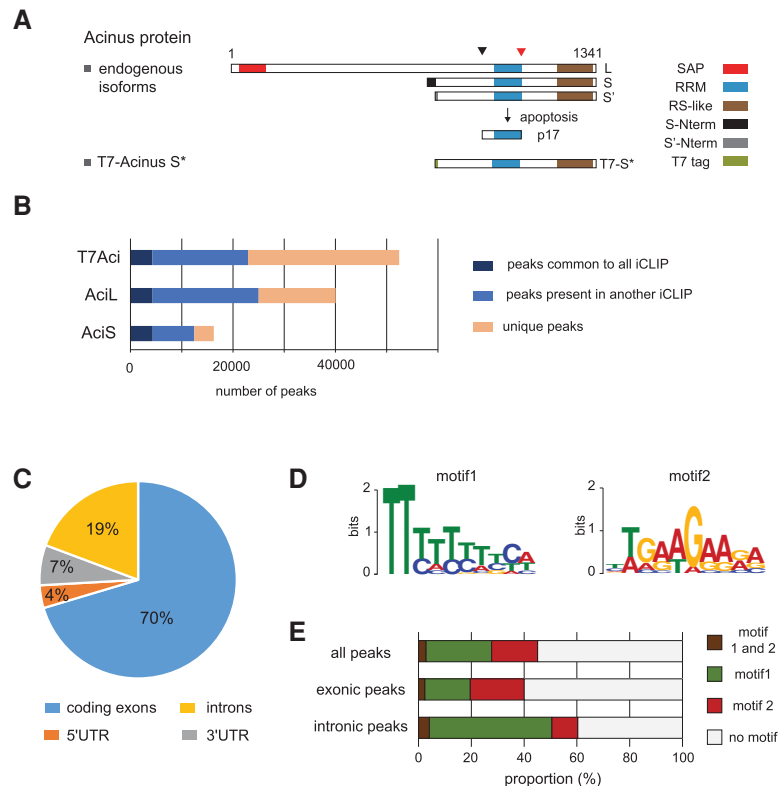 A
Acinus protein
1
1341
endogenous
isoforms
L
S
S'
apoptosis
p17
T7-Acinus S*
T7-S*
SAP
RRM
RS-like
S-Nterm
S'-Nterm
T7 tag
B
T7Aci
AciL
AciS
0
20000
40000
number of peaks
peaks common to all iCLIP
peaks present in another iCLIP
unique peaks
C
19%
7%
4%
70%
coding exons
introns
5'UTR
3'UTR
D
motif1
2
1
0
bits
motif2
2
1
0
bits
E
all peaks
exonic peaks
intronic peaks
0
20
40
60
80
100
proportion (%)
motif
1 and 2
motif1
motif 2
no motif